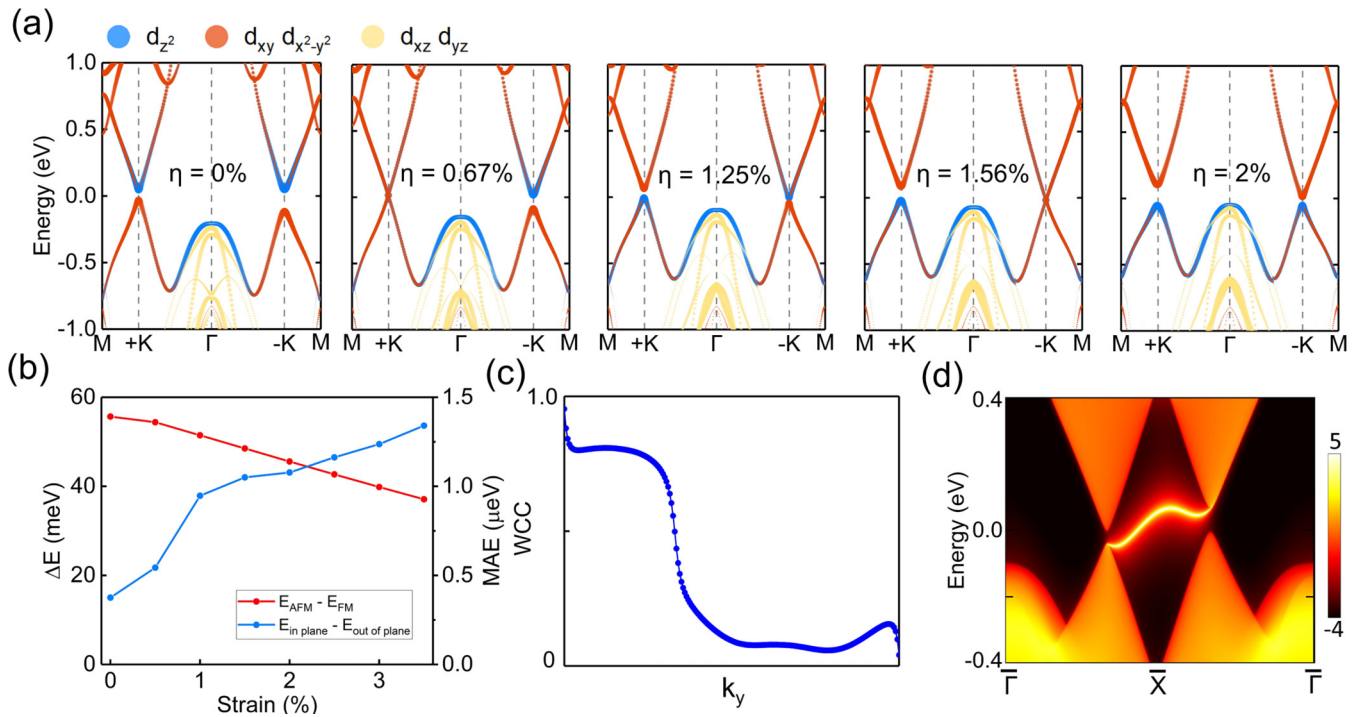 (a)
d_z² d_xy d_x²-y² d_xz d_yz
Energy (eV)
1.0
0.5
0.0
-0.5
-1.0
η = 0%
η = 0.67%
η = 1.25%
η = 1.56%
η = 2%
M +K Γ -K M
M +K Γ -K M
M +K Γ -K M
M +K Γ -K M
M +K Γ -K M
(b)
ΔE (meV)
60
40
20
0
MAE (μeV)
1.5
1.0
0.5
0.0
E_AFM - E_FM
E_in plane - E_out of plane
0 1 2 3
Strain (%)
(c)
WCC
1.0
0
k_y
(d)
Energy (eV)
0.4
0.0
-0.4
Γ̅ X̅ Γ̅
5
-4